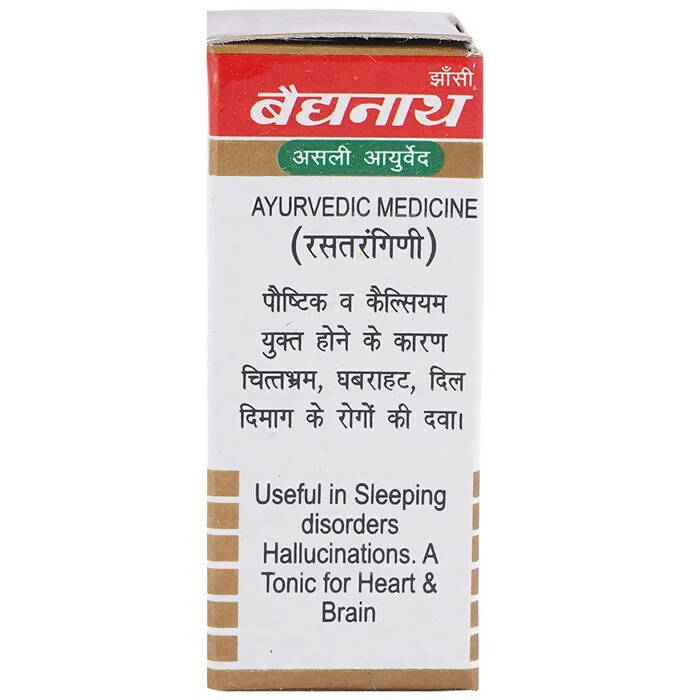 झाँसी
बैद्यनाथ
असली आयुर्वेद
AYURVEDIC MEDICINE
(रसतरंगिणी)
पौष्टिक व कैल्सियम
युक्त होने के कारण
चित्तभ्रम, घबराहट, दिल
दिमाग के रोगों की दवा।
Useful in Sleeping
disorders
Hallucinations. A
Tonic for Heart &
Brain